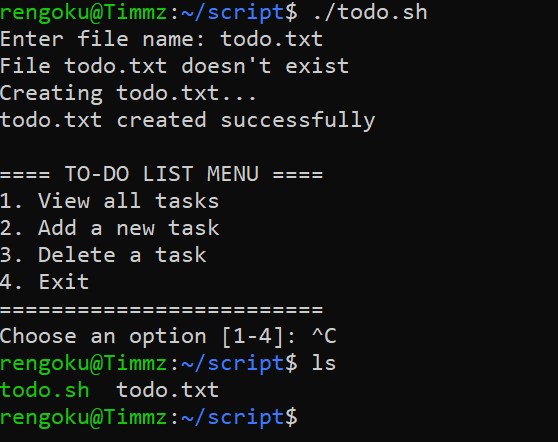 rengoku@Timmz:~/script$ ./todo.sh
Enter file name: todo.txt
File todo.txt doesn't exist
Creating todo.txt...
todo.txt created successfully

==== TO-DO LIST MENU ====
1. View all tasks
2. Add a new task
3. Delete a task
4. Exit
=========================
Choose an option [1-4]: ^C
rengoku@Timmz:~/script$ ls
todo.sh  todo.txt
rengoku@Timmz:~/script$